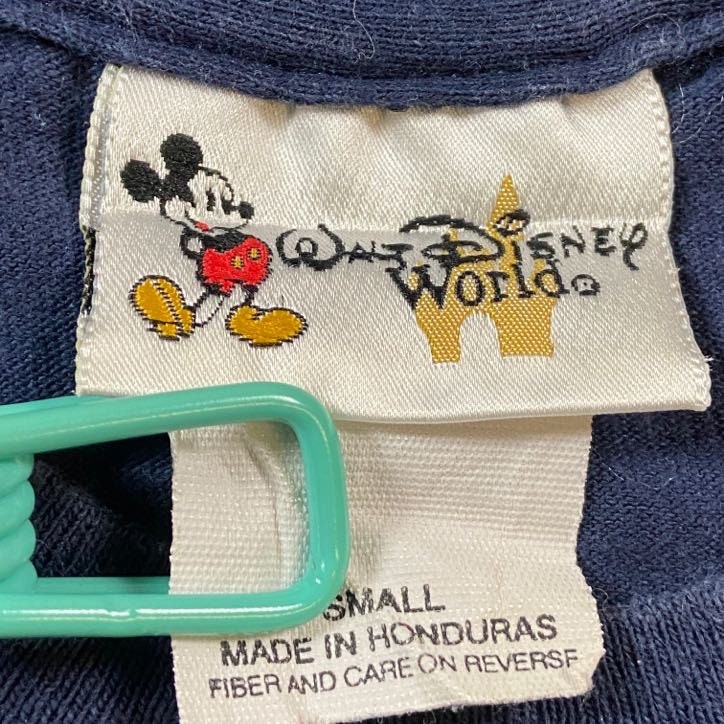 Walt Disney
World®
SMALL
MADE IN HONDURAS
FIBER AND CARE ON REVERSE